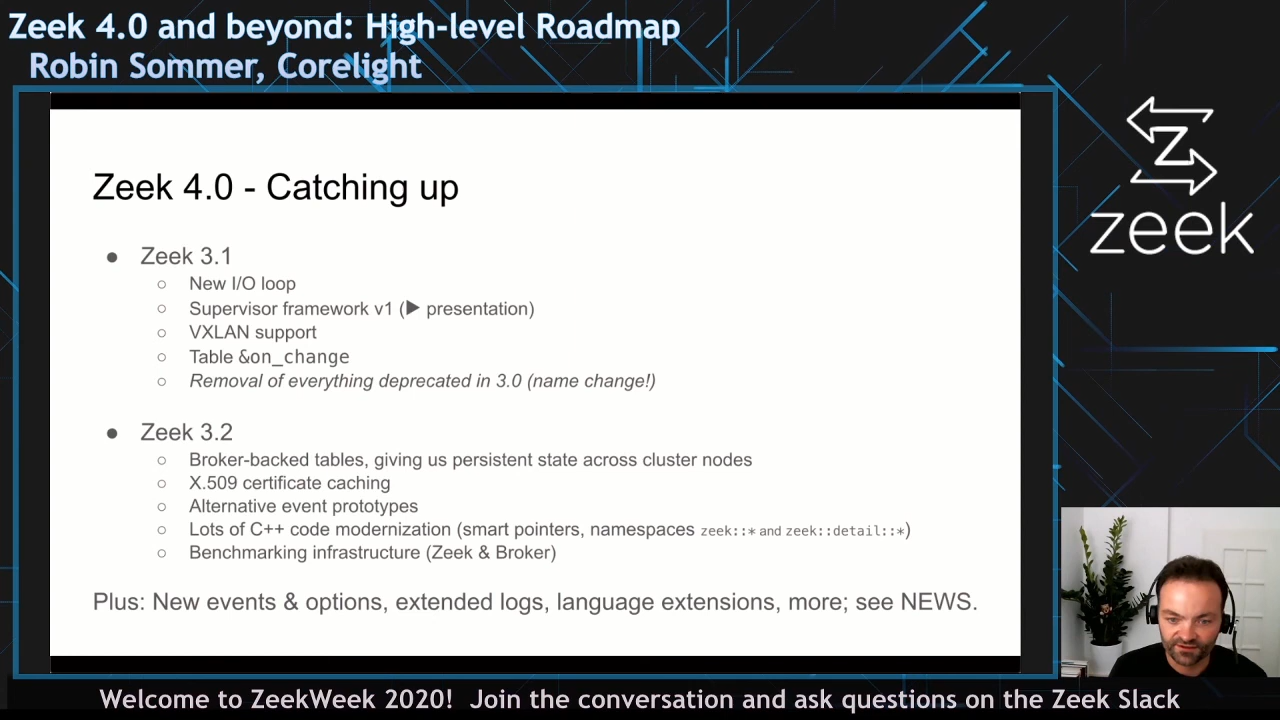 Zeek 4.0 and beyond: High-level Roadmap
Robin Sommer, Corelight
Zeek 4.0 - Catching up
● Zeek 3.1
○ New I/O loop
○ Supervisor framework v1 (▶ presentation)
○ VXLAN support
○ Table &on_change
○ Removal of everything deprecated in 3.0 (name change!)
● Zeek 3.2
○ Broker-backed tables, giving us persistent state across cluster nodes
○ X.509 certificate caching
○ Alternative event prototypes
○ Lots of C++ code modernization (smart pointers, namespaces zeek::* and zeek::detail::*)
○ Benchmarking infrastructure (Zeek & Broker)
Plus: New events & options, extended logs, language extensions, more; see NEWS.
Z
zeek
Welcome to ZeekWeek 2020! Join the conversation and ask questions on the Zeek Slack